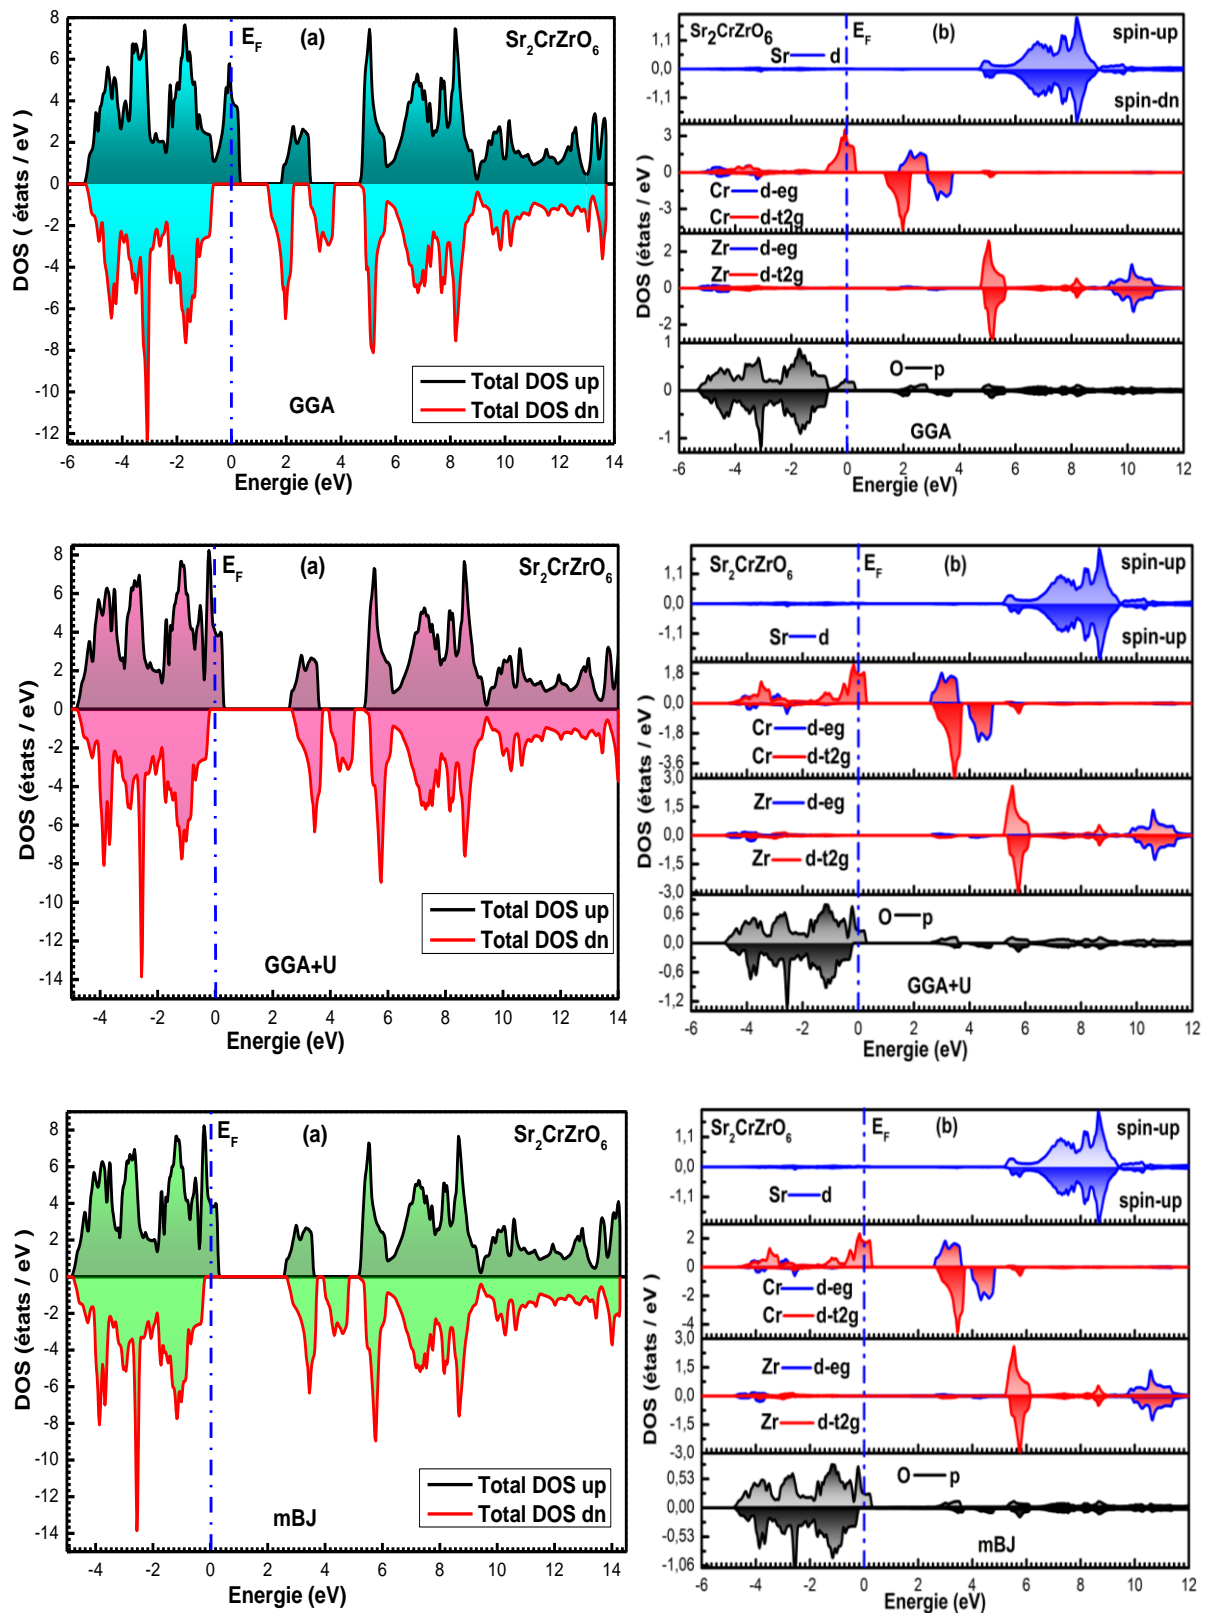 8
6
4
2
0
-2
-4
-6
-8
-10
-12
DOS ( états / eV)
E_F
(a)
Sr₂CrZrO₆
Total DOS up
Total DOS dn
GGA
-6 -4 -2 0 2 4 6 8 10 12 14
Energie (eV)
Sr₂CrZrO₆
E_F
(b)
spin-up
Sr d
spin-dn
1,1
0,0
-1,1
3
0
-3
Cr d-eg
Cr d-t2g
2
0
-2
Zr d-eg
Zr d-t2g
1
0
-1
O p
GGA
DOS ( états / eV )
-6 -4 -2 0 2 4 6 8 10 12
Energie (eV)
8
6
4
2
0
-2
-4
-6
-8
-10
-12
-14
DOS ( états / eV)
E_F
(a)
Sr₂CrZrO₆
Total DOS up
Total DOS dn
GGA+U
-4 -2 0 2 4 6 8 10 12 14
Energie (eV)
Sr₂CrZrO₆
E_F
(b)
spin-up
Sr d
spin-up
1,1
0,0
-1,1
1,8
0,0
-1,8
-3,6
Cr d-eg
Cr d-t2g
3,0
1,5
0,0
-1,5
-3,0
Zr d-eg
Zr d-t2g
0,6
0,0
-0,6
-1,2
O p
GGA+U
DOS ( états / eV )
-6 -4 -2 0 2 4 6 8 10 12
Energie (eV)
8
6
4
2
0
-2
-4
-6
-8
-10
-12
-14
DOS (états / eV)
E_F
(a)
Sr₂CrZrO₆
Total DOS up
Total DOS dn
mBJ
-4 -2 0 2 4 6 8 10 12 14
Energie (eV)
Sr₂CrZrO₆
E_F
(b)
spin-up
Sr d
spin-up
1,1
0,0
-1,1
2
0
-2
-4
Cr d-eg
Cr d-t2g
3,0
1,5
0,0
-1,5
-3,0
Zr d-eg
Zr d-t2g
0,53
0,00
-0,53
-1,06
O p
mBJ
DOS ( états / eV )
-6 -4 -2 0 2 4 6 8 10 12
Energie (eV)